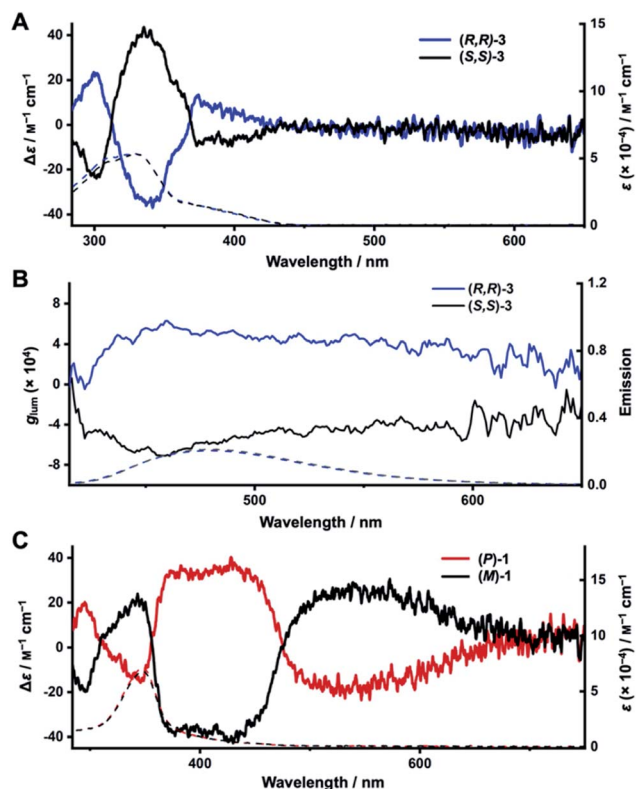 A
(R,R)-3
(S,S)-3
Δε / M⁻¹ cm⁻¹
40
20
0
-20
-40
15
10
5
0
ε (× 10⁻⁴) / M⁻¹ cm⁻¹
300 400 500 600
Wavelength / nm
B
(R,R)-3
(S,S)-3
glum (× 10⁴)
8
4
0
-4
-8
1.2
0.8
0.4
0.0
Emission
500 600
Wavelength / nm
C
(P)-1
(M)-1
Δε / M⁻¹ cm⁻¹
40
20
0
-20
-40
15
10
5
0
ε (× 10⁻⁴) / M⁻¹ cm⁻¹
400 600
Wavelength / nm